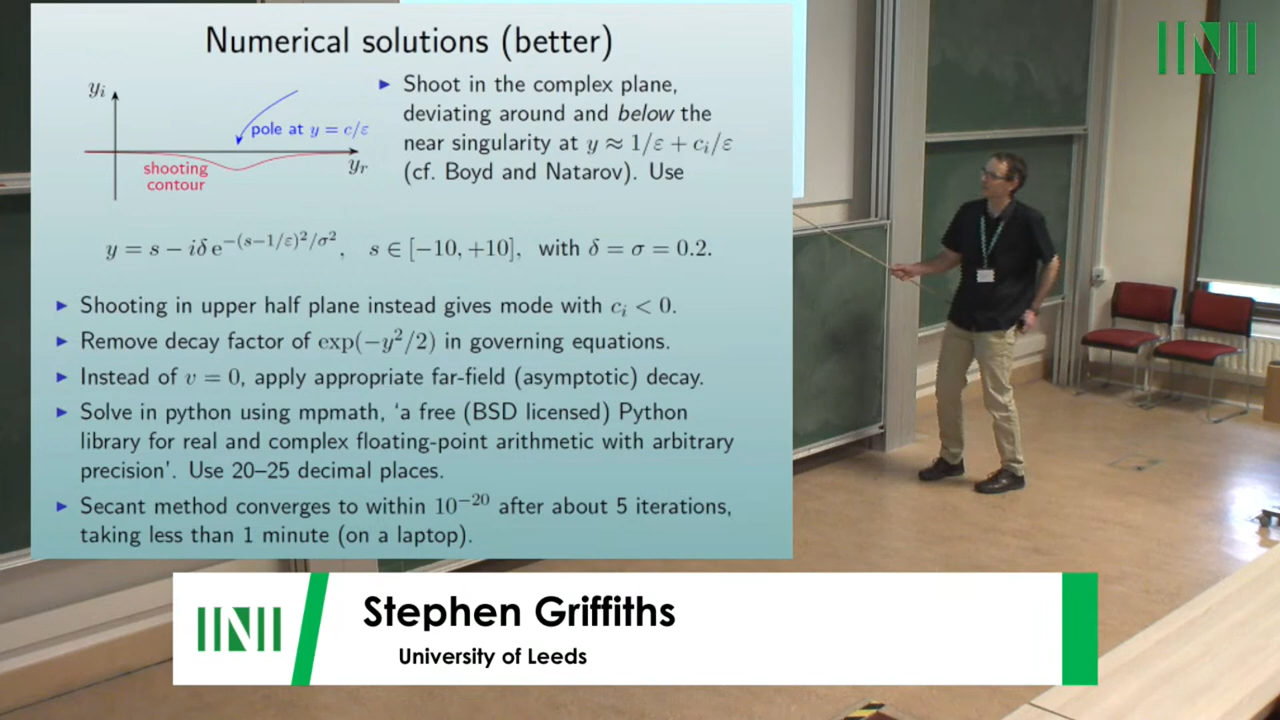 Numerical solutions (better)
y_i
pole at y = c/ε
shooting
contour
y_r
▶ Shoot in the complex plane,
deviating around and below the
near singularity at y ≈ 1/ε + c_i/ε
(cf. Boyd and Natarov). Use
y = s − iδ e^{−(s−1/ε)²/σ²}, s ∈ [−10, +10], with δ = σ = 0.2.
▶ Shooting in upper half plane instead gives mode with c_i < 0.
▶ Remove decay factor of exp(−y²/2) in governing equations.
▶ Instead of v = 0, apply appropriate far-field (asymptotic) decay.
▶ Solve in python using mpmath, ‘a free (BSD licensed) Python
library for real and complex floating-point arithmetic with arbitrary
precision’. Use 20–25 decimal places.
▶ Secant method converges to within 10⁻²⁰ after about 5 iterations,
taking less than 1 minute (on a laptop).
Stephen Griffiths
University of Leeds